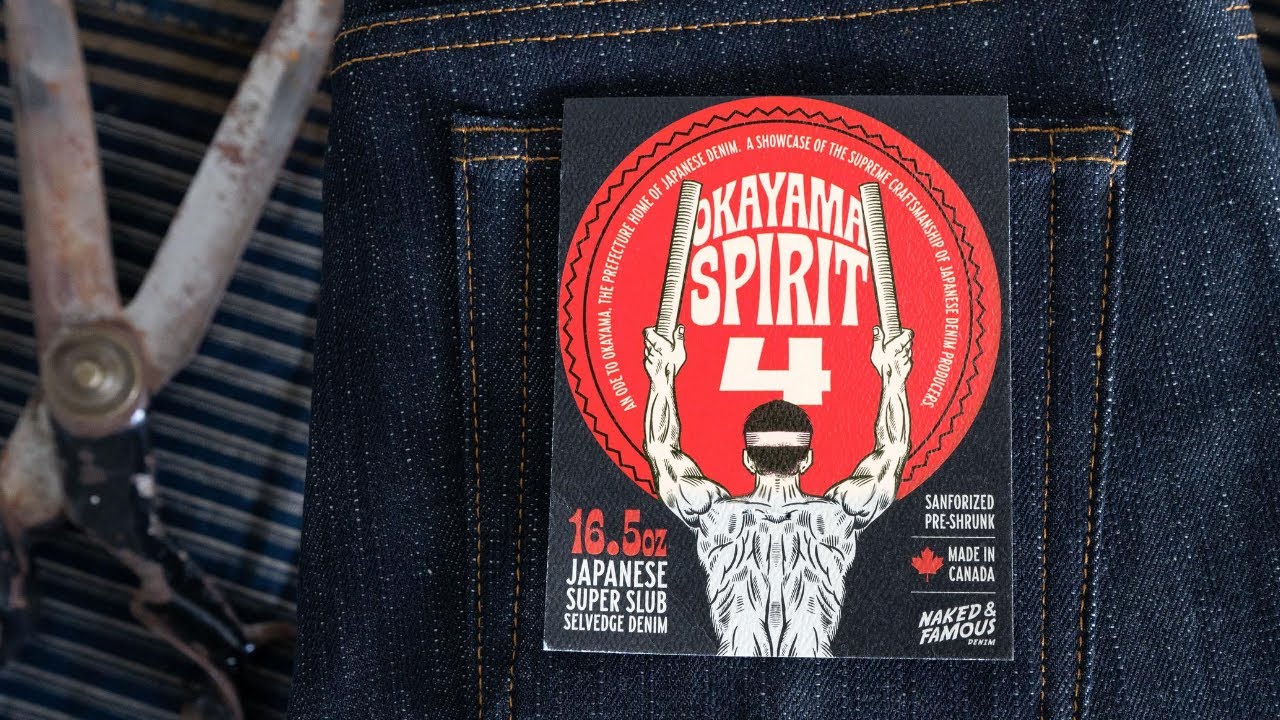 AN ODE TO OKAYAMA, THE PREFECTURE HOME OF JAPANESE DENIM. A SHOWCASE OF THE SUPREME CRAFTSMANSHIP OF JAPANESE DENIM PRODUCERS.
OKAYAMA
SPIRIT
4
16.5oz
JAPANESE
SUPER SLUB
SELVEDGE DENIM
SANFORIZED
PRE-SHRUNK
MADE IN
CANADA
NAKED &
FAMOUS
DENIM